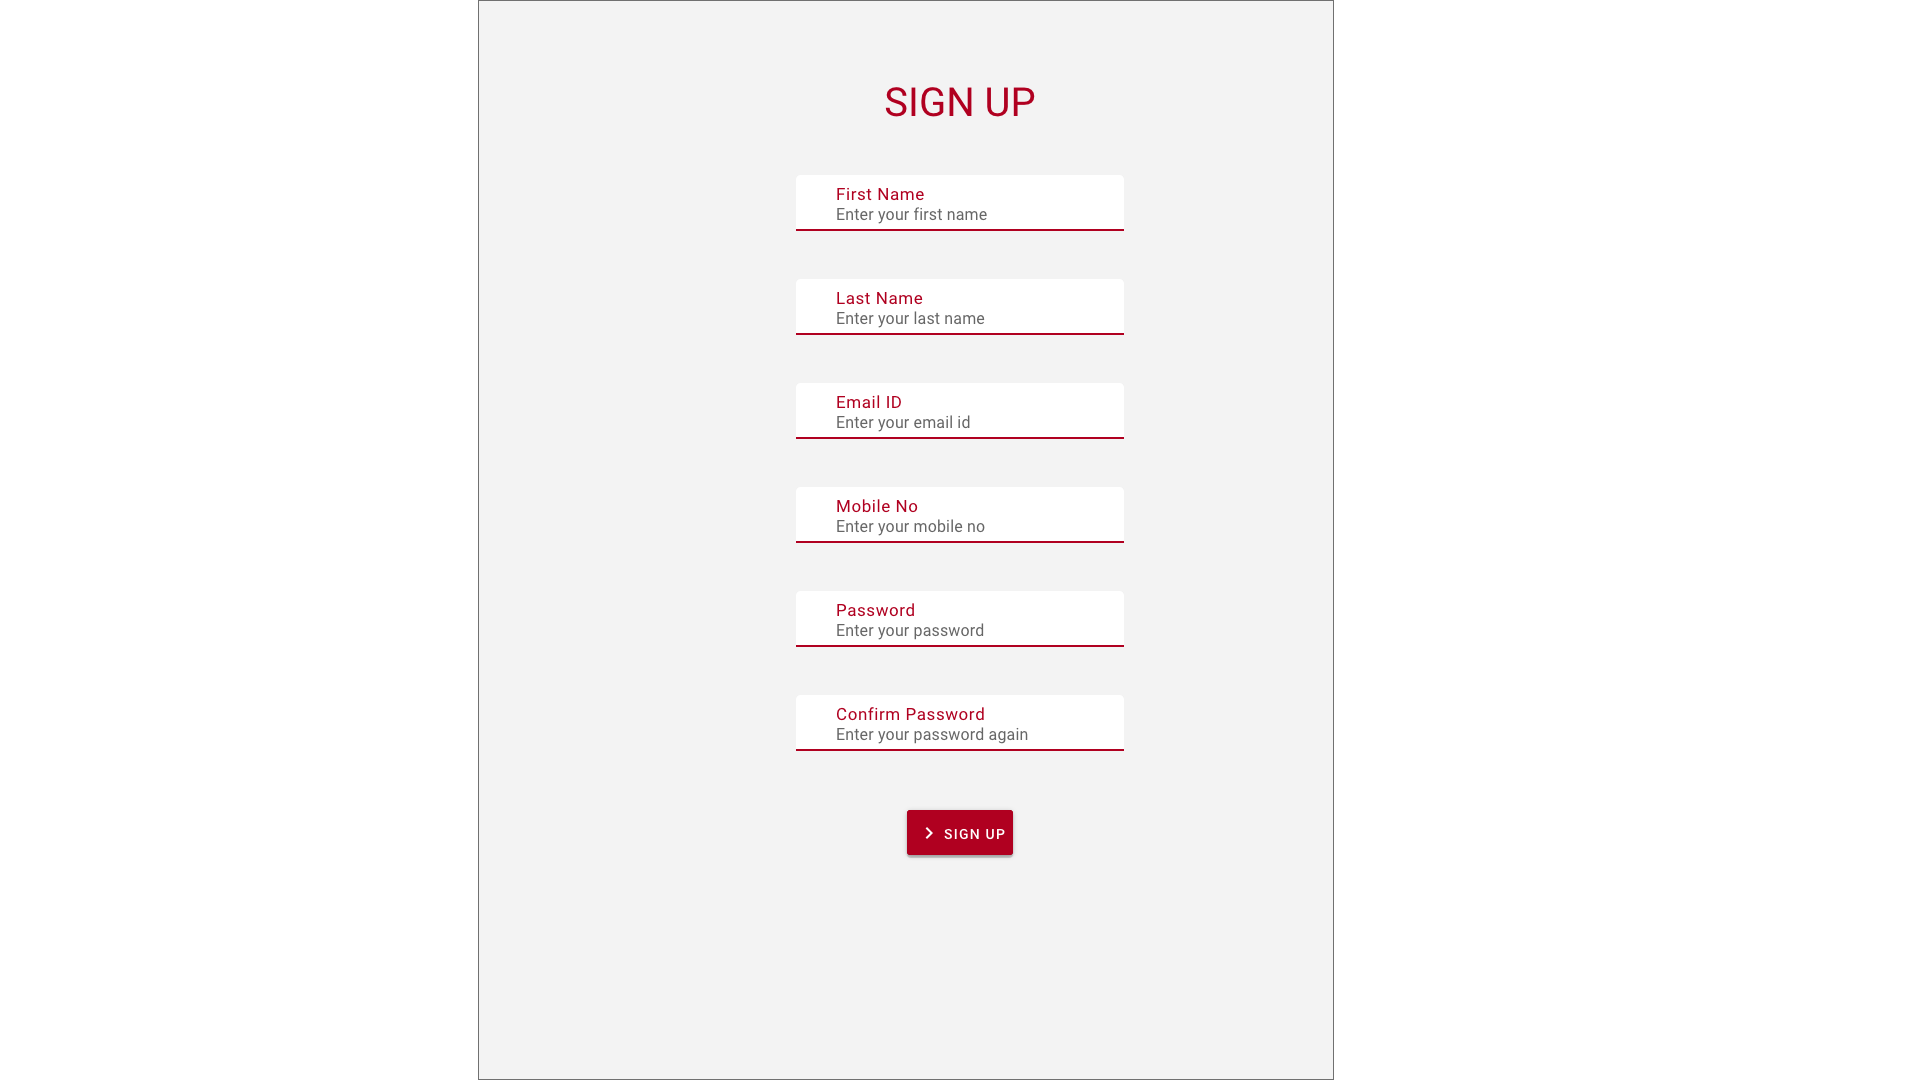 SIGN UP
First Name
Enter your first name
Last Name
Enter your last name
Email ID
Enter your email id
Mobile No
Enter your mobile no
Password
Enter your password
Confirm Password
Enter your password again
SIGN UP